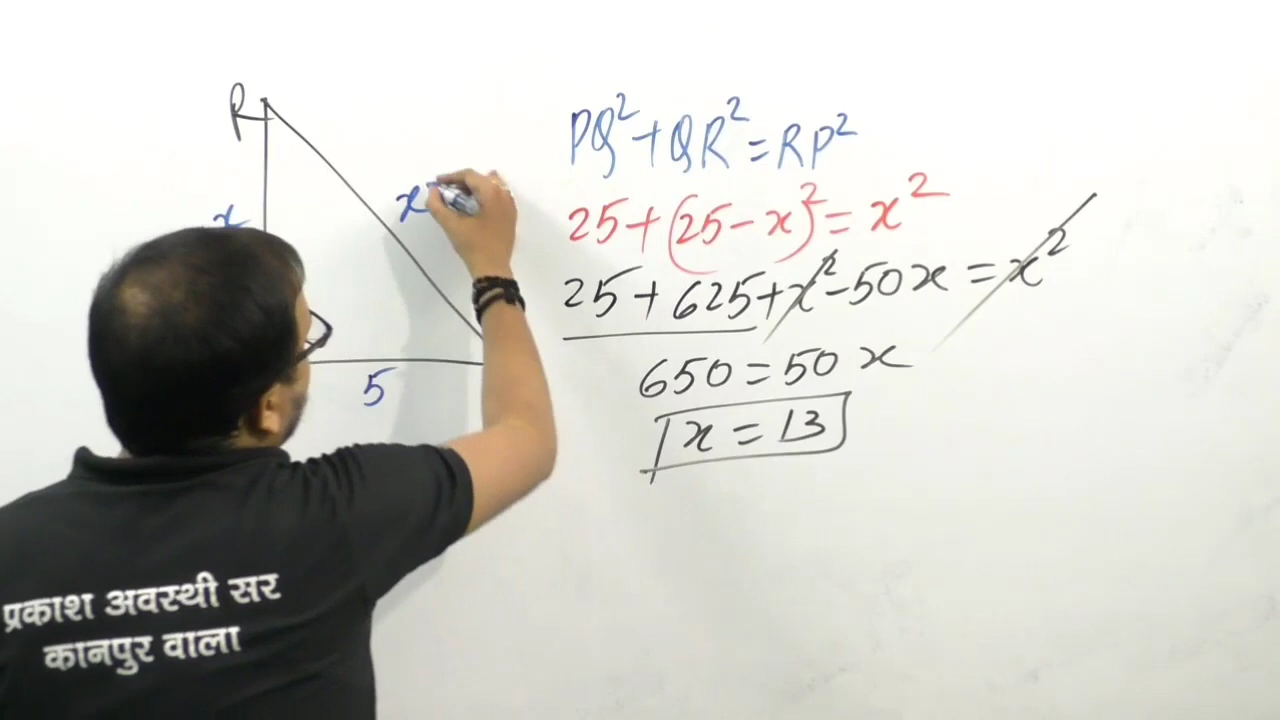 R
x
x
5
PQ²+QR²=RP²
25+(25-x)²=x²
25+625+x²-50x=x²
650=50x
x=13
प्रकाश अवस्थी सर
कानपुर वाला